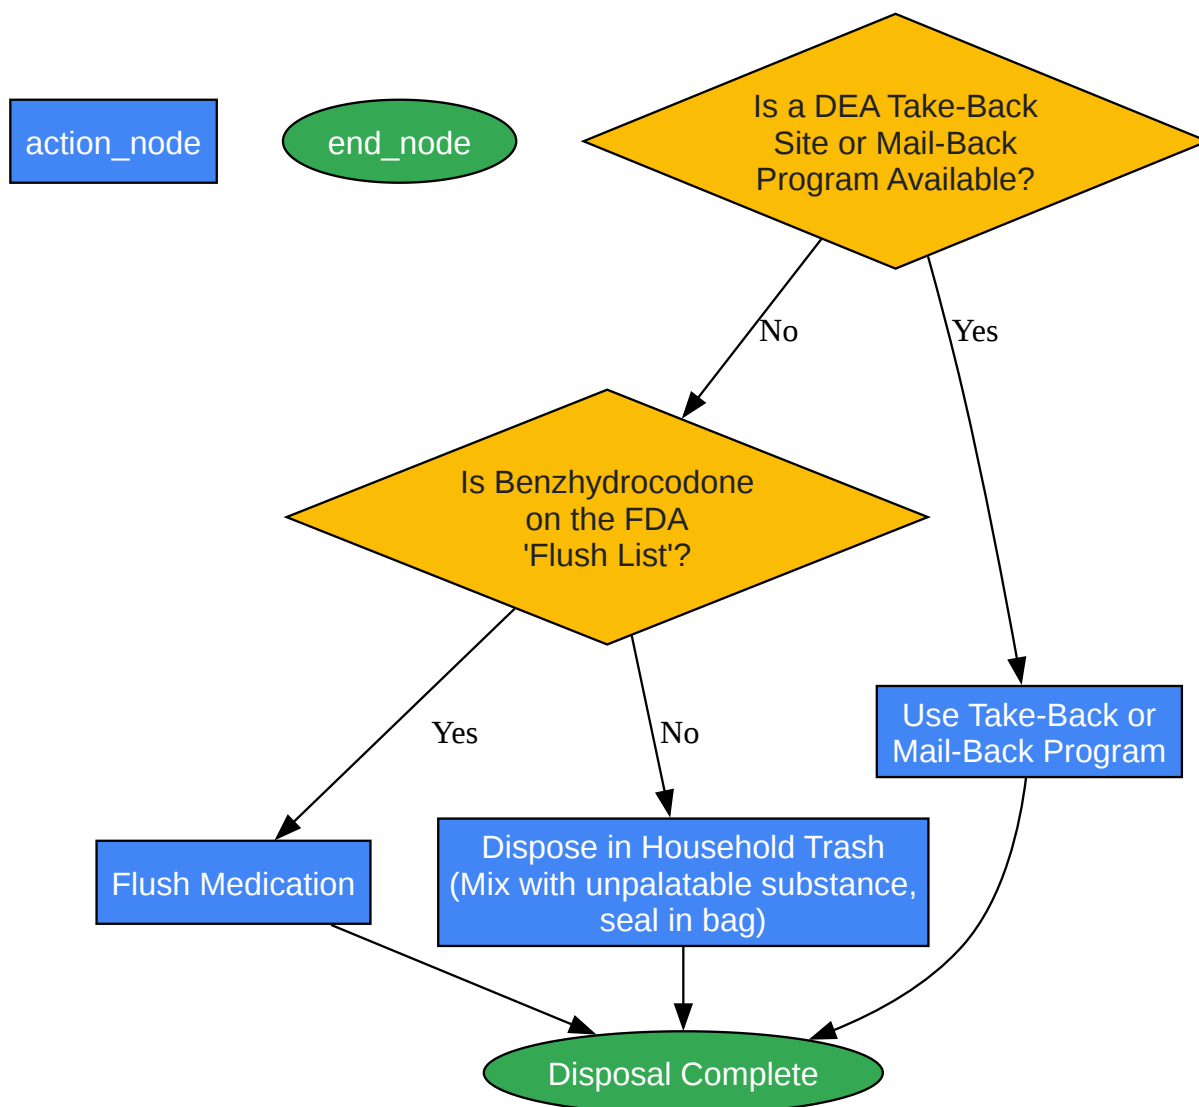 action_node
end_node
Is a DEA Take-Back
Site or Mail-Back
Program Available?
No
Yes
Is Benzhydrocodone
on the FDA
'Flush List'?
Yes
No
Use Take-Back or
Mail-Back Program
Flush Medication
Dispose in Household Trash
(Mix with unpalatable substance,
seal in bag)
Disposal Complete